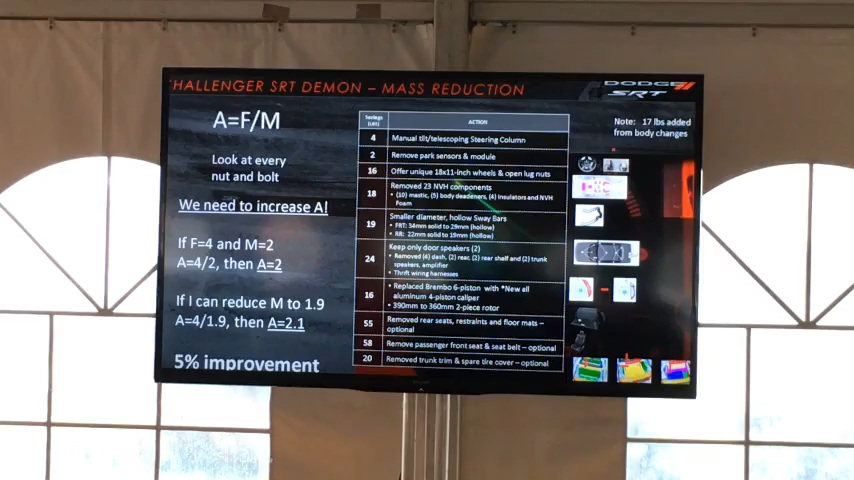 HALLENGER SRT DEMON – MASS REDUCTION
DODGE
SRT
A=F/M
Look at every
nut and bolt
We need to increase A!
If F=4 and M=2
A=4/2, then A=2
If I can reduce M to 1.9
A=4/1.9, then A=2.1
5% improvement
Savings
(Lbs)
ACTION
4 Manual tilt/telescoping Steering Column
2 Remove park sensors & module
16 Offer unique 18x11-inch wheels & open lug nuts
18 Removed 23 NVH components
• (10) mastic, (5) body deadeners, (4) Insulators and NVH
Foam
19 Smaller diameter, hollow Sway Bars
• FRT: 34mm solid to 29mm (hollow)
• RR: 22mm solid to 19mm (hollow)
24 Keep only door speakers (2)
• Removed (4) dash, (2) rear, (2) rear shelf and (2) trunk
speakers, amplifier
• Thrift wiring harnesses
16 • Replaced Brembo 6-piston with *New all
aluminum 4-piston caliper
• 390mm to 360mm 2-piece rotor
55 Removed rear seats, restraints and floor mats –
optional
58 Remove passenger front seat & seat belt – optional
20 Removed trunk trim & spare tire cover – optional
Note: 17 lbs added
from body changes